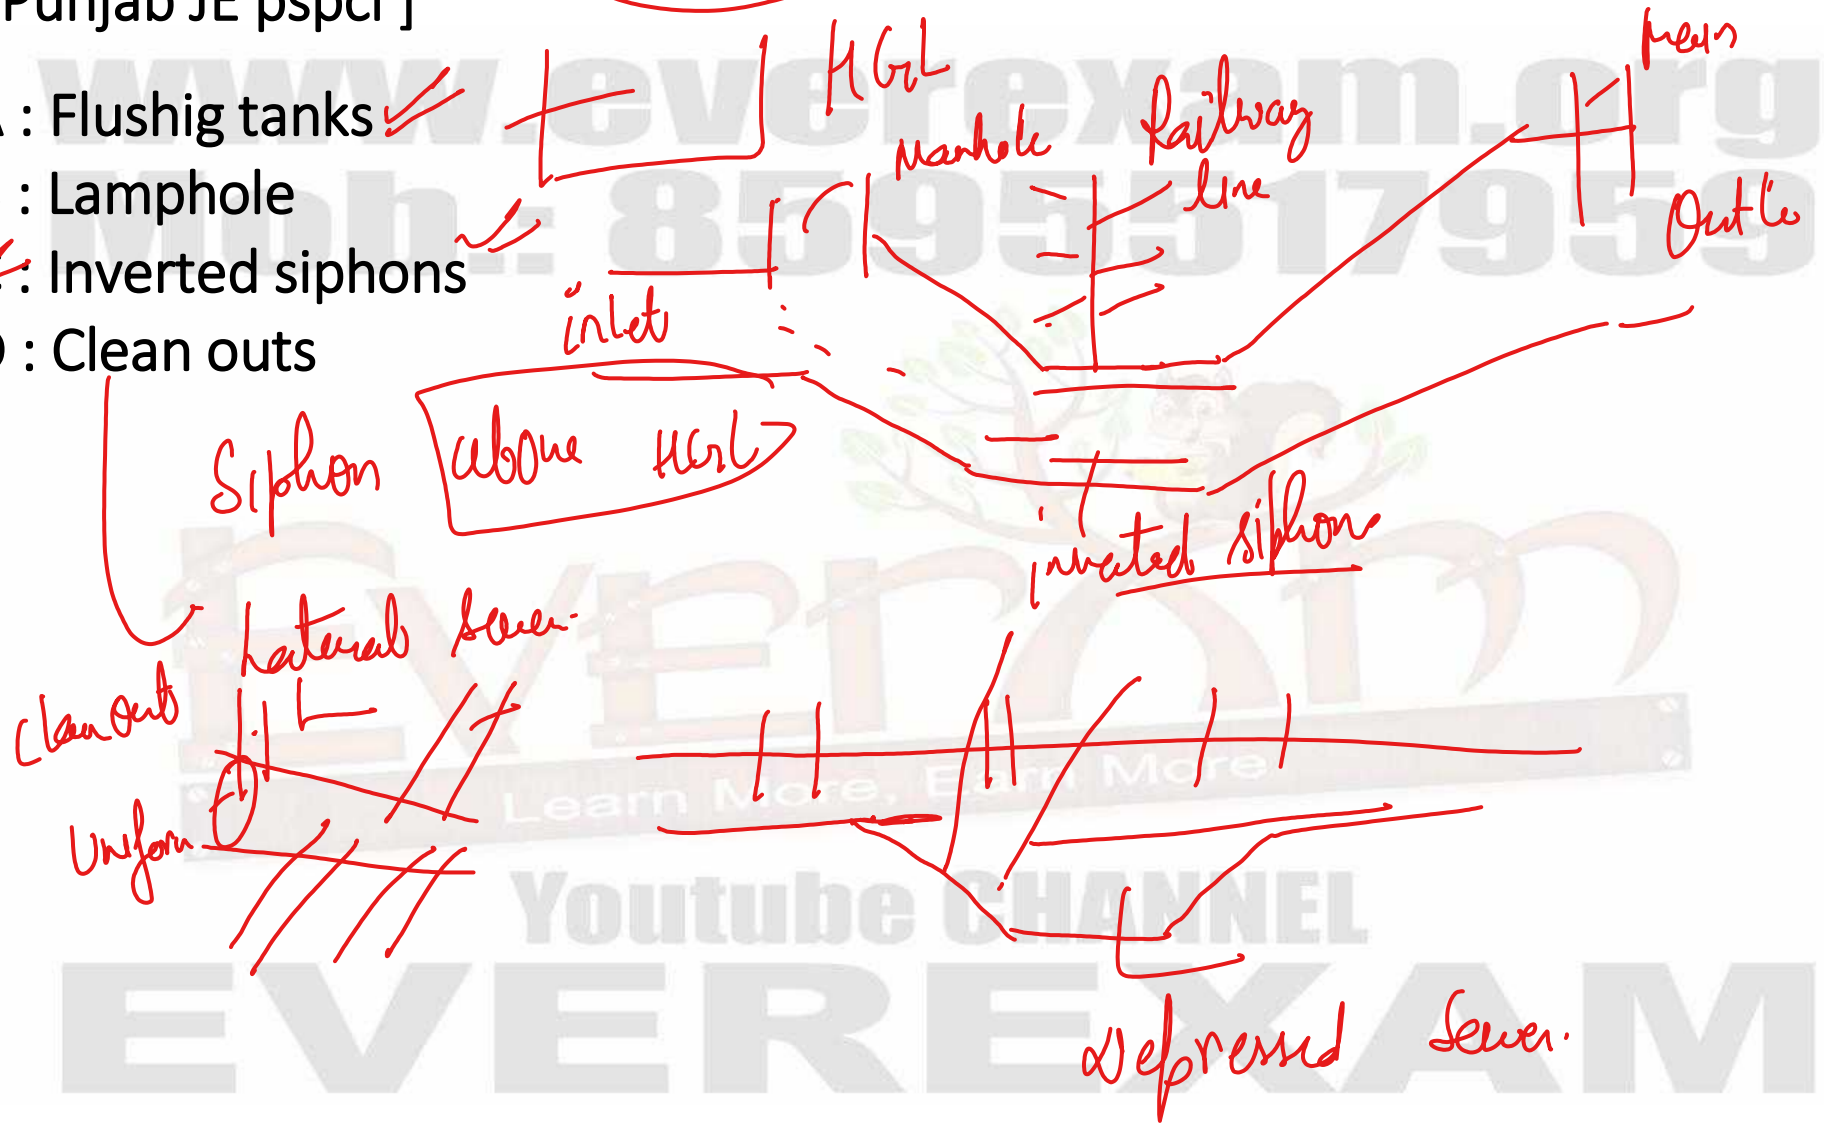 Punjab JE pspcl ]
www.everexam.org
Mob.: 8595517959
: Flushig tanks
: Lamphole
: Inverted siphons
: Clean outs
HGL
Manhole
Railway
line
inlet
Siphon
above HGL
inveted siphon
Lateral Sewer
Clean out
Uniform
Everexam
Learn More, Earn More
Youtube CHANNEL
EVEREXAM
Depressed Sewer.